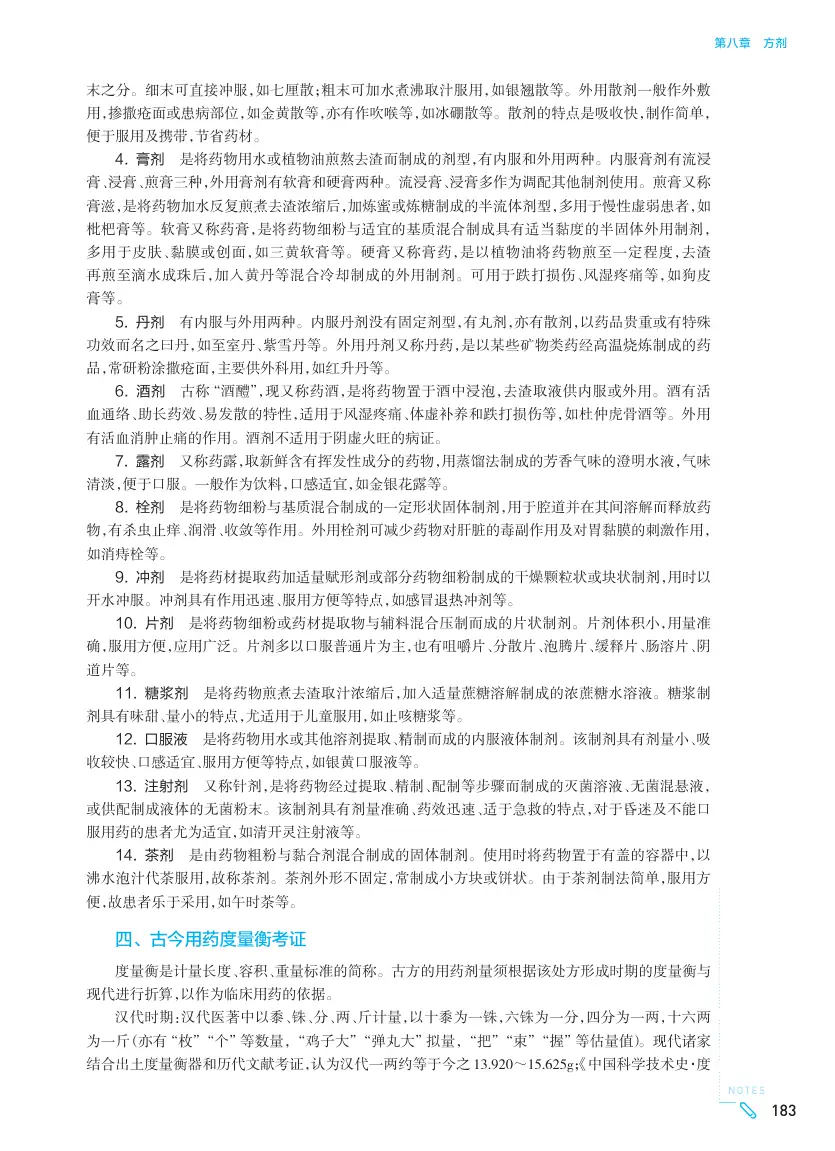 第八章　方剂
末之分。细末可直接冲服,如七厘散;粗末可加水煮沸取汁服用,如银翘散等。外用散剂一般作外敷
用,掺撒疮面或患病部位,如金黄散等,亦有作吹喉等,如冰硼散等。散剂的特点是吸收快,制作简单,
便于服用及携带,节省药材。
4. 膏剂　是将药物用水或植物油煎熬去渣而制成的剂型,有内服和外用两种。内服膏剂有流浸
膏、浸膏、煎膏三种,外用膏剂有软膏和硬膏两种。流浸膏、浸膏多作为调配其他制剂使用。煎膏又称
膏滋,是将药物加水反复煎煮去渣浓缩后,加炼蜜或炼糖制成的半流体剂型,多用于慢性虚弱患者,如
枇杷膏等。软膏又称药膏,是将药物细粉与适宜的基质混合制成具有适当黏度的半固体外用制剂,
多用于皮肤、黏膜或创面,如三黄软膏等。硬膏又称膏药,是以植物油将药物煎至一定程度,去渣
再煎至滴水成珠后,加入黄丹等混合冷却制成的外用制剂。可用于跌打损伤、风湿疼痛等,如狗皮
膏等。
5. 丹剂　有内服与外用两种。内服丹剂没有固定剂型,有丸剂,亦有散剂,以药品贵重或有特殊
功效而名之曰丹,如至室丹、紫雪丹等。外用丹剂又称丹药,是以某些矿物类药经高温烧炼制成的药
品,常研粉涂撒疮面,主要供外科用,如红升丹等。
6. 酒剂　古称“酒醴”,现又称药酒,是将药物置于酒中浸泡,去渣取液供内服或外用。酒有活
血通络、助长药效、易发散的特性,适用于风湿疼痛、体虚补养和跌打损伤等,如杜仲虎骨酒等。外用
有活血消肿止痛的作用。酒剂不适用于阴虚火旺的病证。
7. 露剂　又称药露,取新鲜含有挥发性成分的药物,用蒸馏法制成的芳香气味的澄明水液,气味
清淡,便于口服。一般作为饮料,口感适宜,如金银花露等。
8. 栓剂　是将药物细粉与基质混合制成的一定形状固体制剂,用于腔道并在其间溶解而释放药
物,有杀虫止痒、润滑、收敛等作用。外用栓剂可减少药物对肝脏的毒副作用及对胃黏膜的刺激作用,
如消痔栓等。
9. 冲剂　是将药材提取药加适量赋形剂或部分药物细粉制成的干燥颗粒状或块状制剂,用时以
开水冲服。冲剂具有作用迅速、服用方便等特点,如感冒退热冲剂等。
10. 片剂　是将药物细粉或药材提取物与辅料混合压制而成的片状制剂。片剂体积小,用量准
确,服用方便,应用广泛。片剂多以口服普通片为主,也有咀嚼片、分散片、泡腾片、缓释片、肠溶片、阴
道片等。
11. 糖浆剂　是将药物煎煮去渣取汁浓缩后,加入适量蔗糖溶解制成的浓蔗糖水溶液。糖浆制
剂具有味甜、量小的特点,尤适用于儿童服用,如止咳糖浆等。
12. 口服液　是将药物用水或其他溶剂提取、精制而成的内服液体制剂。该制剂具有剂量小、吸
收较快、口感适宜、服用方便等特点,如银黄口服液等。
13. 注射剂　又称针剂,是将药物经过提取、精制、配制等步骤而制成的灭菌溶液、无菌混悬液,
或供配制成液体的无菌粉末。该制剂具有剂量准确、药效迅速、适于急救的特点,对于昏迷及不能口
服用药的患者尤为适宜,如清开灵注射液等。
14. 茶剂　是由药物粗粉与黏合剂混合制成的固体制剂。使用时将药物置于有盖的容器中,以
沸水泡汁代茶服用,故称茶剂。茶剂外形不固定,常制成小方块或饼状。由于茶剂制法简单,服用方
便,故患者乐于采用,如午时茶等。
四、古今用药度量衡考证
度量衡是计量长度、容积、重量标准的简称。古方的用药剂量须根据该处方形成时期的度量衡与
现代进行折算,以作为临床用药的依据。
汉代时期:汉代医著中以黍、铢、分、两、斤计量,以十黍为一铢,六铢为一分,四分为一两,十六两
为一斤(亦有“枚”“个”等数量,“鸡子大”“弹丸大”拟量,“把”“束”“握”等估量值)。现代诸家
结合出土度量衡器和历代文献考证,认为汉代一两约等于今之13.920～15.625g;《中国科学技术史·度
NOTES
183